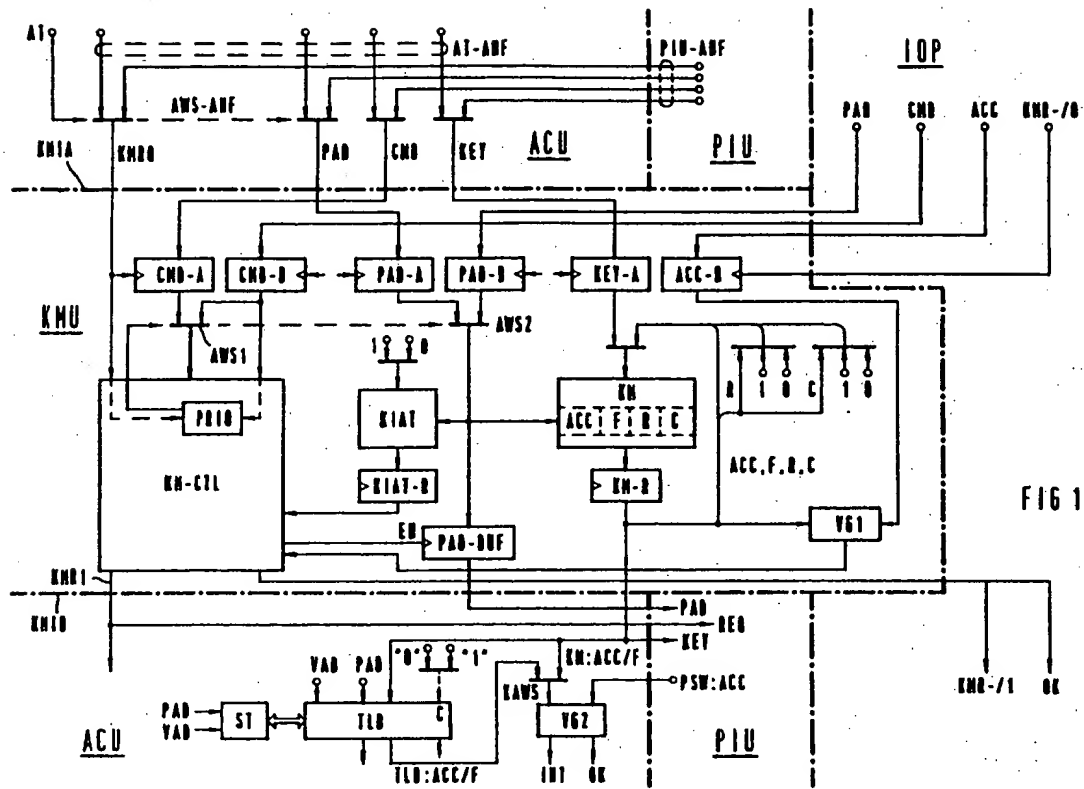 AT
AT-ANF
PIU-ANF
IOP
AWS-ANF
PAD
CMD
ACC
KMR-/0
KMIA
KMR0
PAD
CMD
KEY
ACU
PIU
CMD-A
CMD-B
PAD-A
PAD-B
KEY-A
ACC-B
KMU
AWS1
AWS2
1 0
R 1 0 C 1 0
PRIO
KIAT
KM
ACC F R C
KM-CTL
KIAT-R
KM-R
ACC,F,R,C
FIG 1
EN
PAD-BUF
VG1
KMR1
KMIB
PAD
REQ
KEY
VAD
PAD
"0"
"1"
KM:ACC/F
KMR-/1
OK
KAWS
PSW:ACC
PAD
VAD
ST
TLB
C
VG2
ACU
TLB:ACC/F
INT
OK
PIU